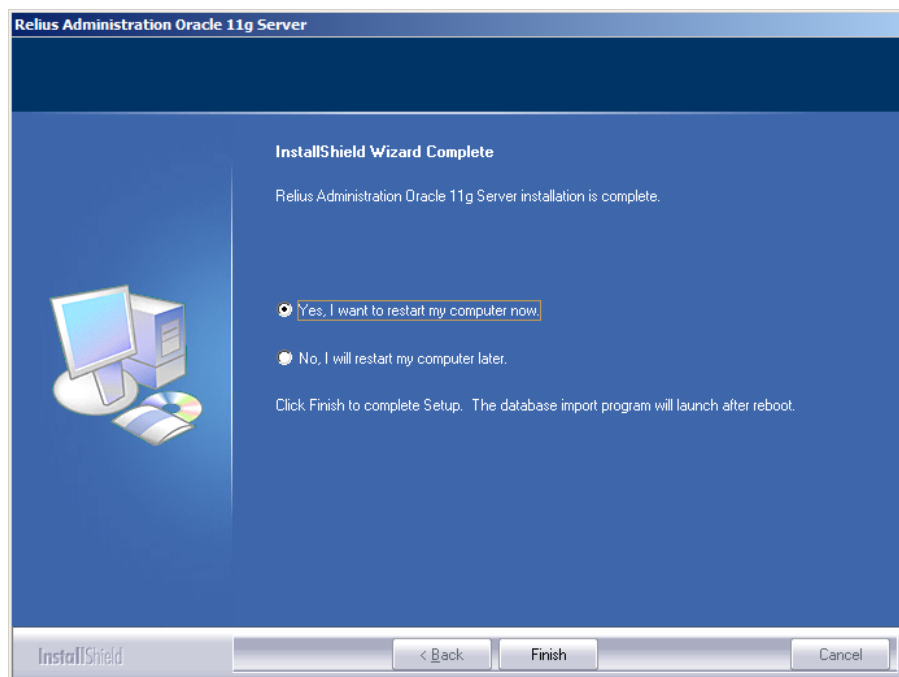 Relius Administration Oracle 11g Server
InstallShield Wizard Complete
Relius Administration Oracle 11g Server installation is complete.
Yes, I want to restart my computer now.
No, I will restart my computer later.
Click Finish to complete Setup.  The database import program will launch after reboot.
InstallShield
< Back
Finish
Cancel